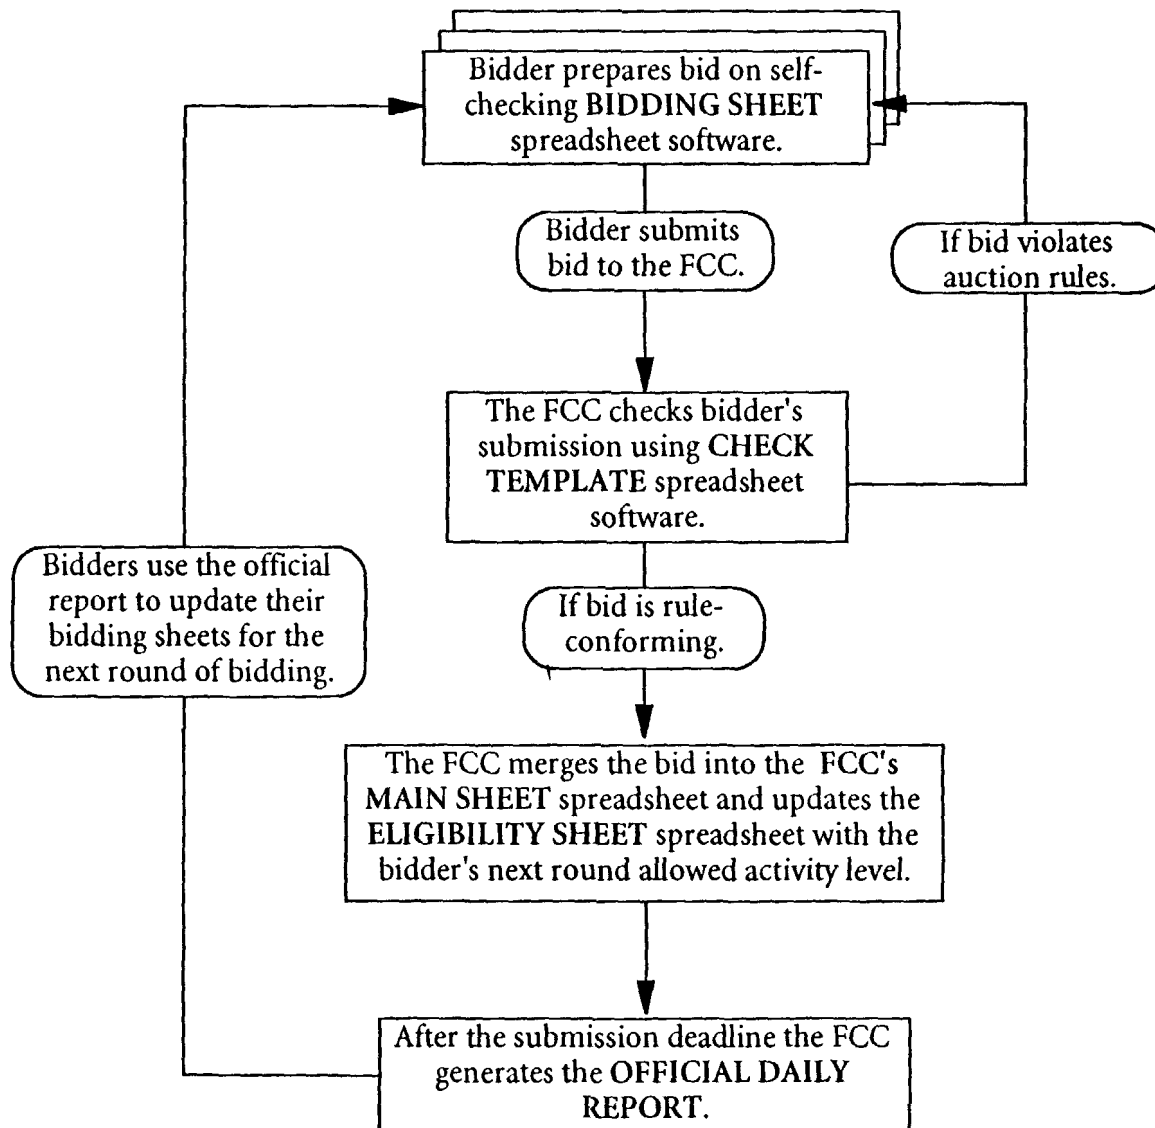 Bidder prepares bid on self-
checking BIDDING SHEET
spreadsheet software.
Bidder submits
bid to the FCC.
If bid violates
auction rules.
The FCC checks bidder's
submission using CHECK
TEMPLATE spreadsheet
software.
Bidders use the official
report to update their
bidding sheets for the
next round of bidding.
If bid is rule-
conforming.
The FCC merges the bid into the FCC's
MAIN SHEET spreadsheet and updates the
ELIGIBILITY SHEET spreadsheet with the
bidder's next round allowed activity level.
After the submission deadline the FCC
generates the OFFICIAL DAILY
REPORT.